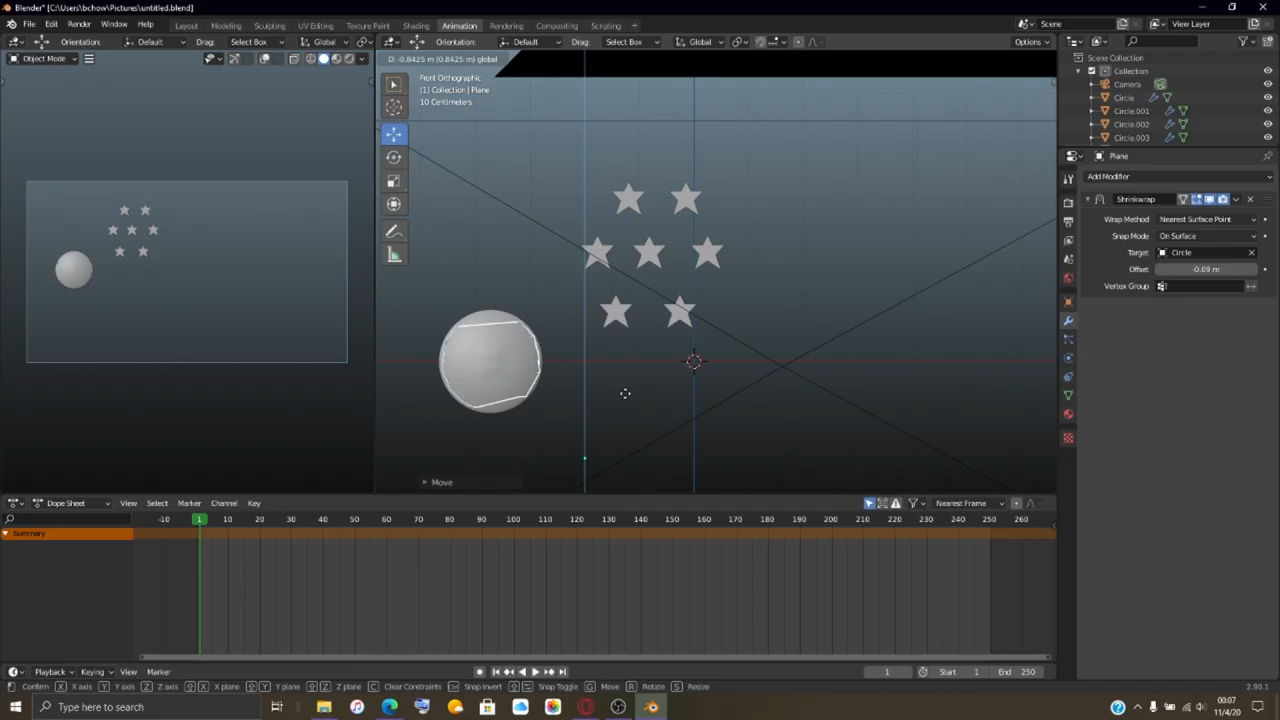 Blender* [C:\Users\bchow\Pictures\untitled.blend]
File Edit Render Window Help Layout Modeling Sculpting UV Editing Texture Paint Shading Animation Rendering Compositing Scripting + Scene View Layer
Orientation: Default Drag: Select Box Global Orientation: Default Drag: Select Box Global Options
Object Mode D: -0.8425 m (0.8425 m) global
Scene Collection
Collection
Camera
Circle
Circle.001
Circle.002
Circle.003
Front Orthographic
(1) Collection | Plane
10 Centimeters
Plane
Add Modifier
Shrinkwrap
Wrap Method Nearest Surface Point
Snap Mode On Surface
Target Circle
Offset -0.09 m
Vertex Group
Move
Dope Sheet View Select Marker Channel Key Nearest Frame
-10 1 10 20 30 40 50 60 70 80 90 100 110 120 130 140 150 160 170 180 190 200 210 220 230 240 250 260
Summary
Playback Keying View Marker 1 Start 1 End 250
Confirm X X axis Y Y axis Z Z axis X X plane Y Y plane Z Z plane C Clear Constraints Snap Invert Snap Toggle G Move R Rotate S Resize 2.90.1
Type here to search
00:07
11/4/20